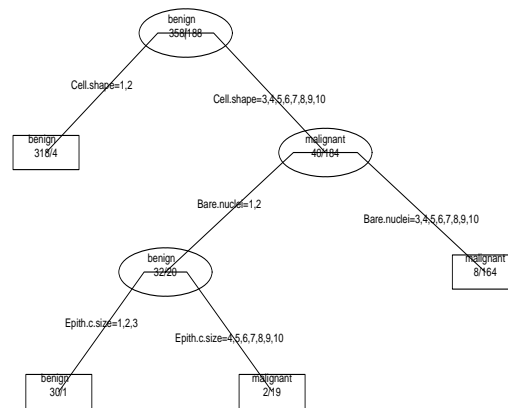 benign
358/188
Cell.shape=1,2
Cell.shape=3,4,5,6,7,8,9,10
benign
318/4
malignant
40/184
Bare.nuclei=1,2
Bare.nuclei=3,4,5,6,7,8,9,10
benign
32/20
malignant
8/164
Epith.c.size=1,2,3
Epith.c.size=4,5,6,7,8,9,10
benign
30/1
malignant
2/19